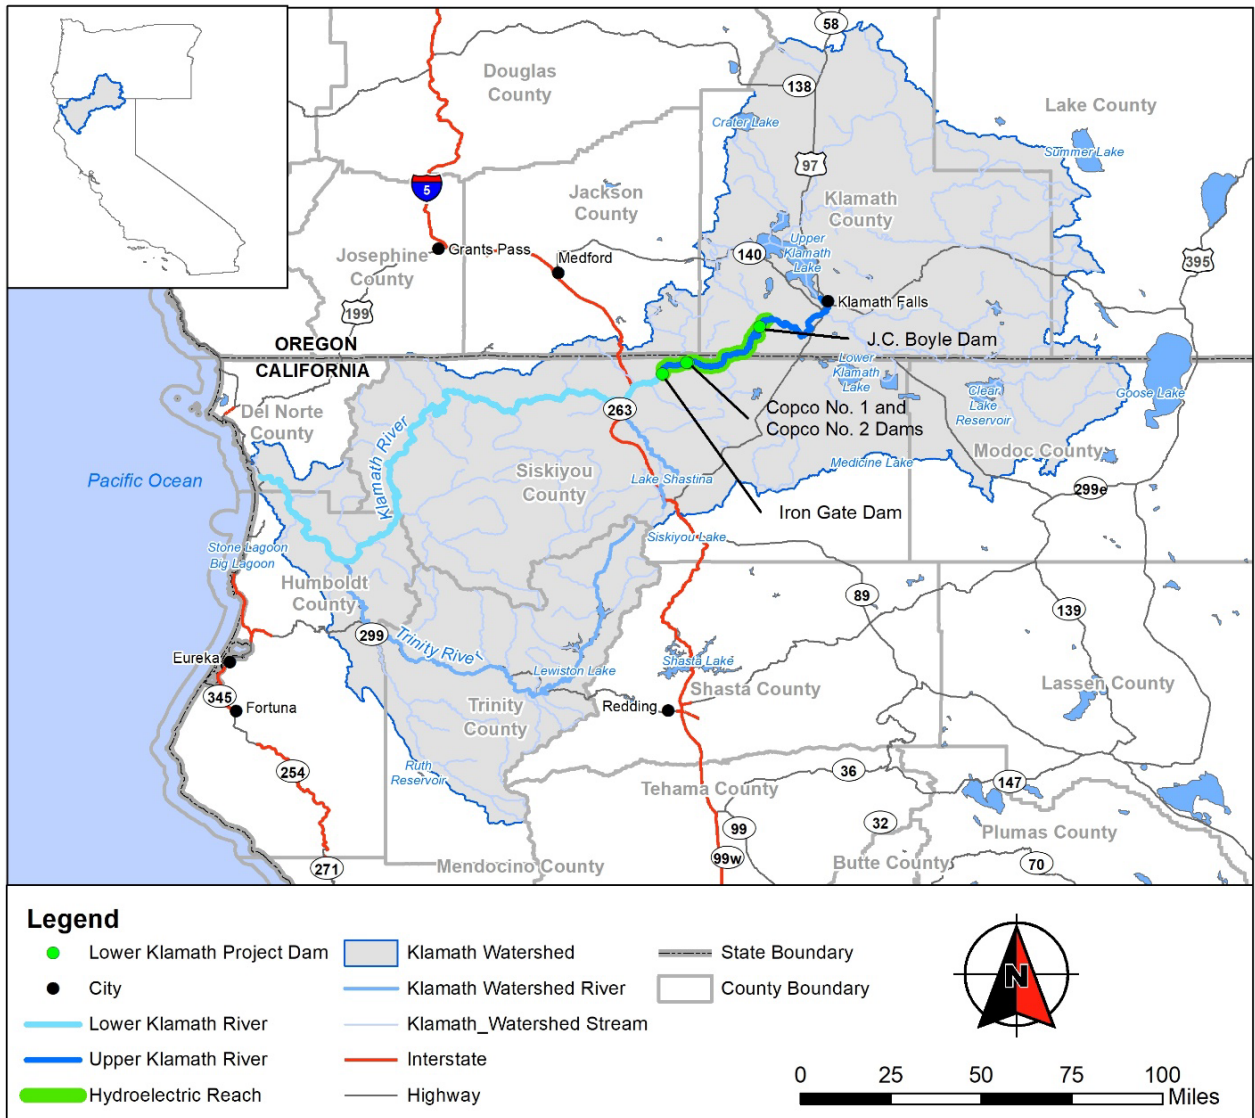 58
Douglas
County
138
Lake County
Crater Lake
Summer Lake
97
5
Jackson
County
Klamath
County
Upper
Klamath
Lake
140
395
Josephine
County
Grants Pass
Medford
199
Klamath Falls
OREGON
CALIFORNIA
J.C. Boyle Dam
Lower
Klamath
Lake
Clear
Lake
Reservoir
Goose Lake
Del Norte
County
263
Copco No. 1 and
Copco No. 2 Dams
Modoc County
Klamath River
Pacific Ocean
Siskiyou
County
Lake Shastina
Medicine Lake
299e
Iron Gate Dam
Siskiyou Lake
Stone Lagoon
Big Lagoon
Humboldt
County
89
139
299
Trinity River
Eureka
Lewiston Lake
Shasta Lake
Shasta County
Lassen County
345
Fortuna
Trinity
County
Redding
254
Ruth
Reservoir
36
147
Tehama County
99
32
Plumas County
271
Mendocino County
99w
Butte County
70
Legend
Lower Klamath Project Dam
City
Lower Klamath River
Upper Klamath River
Hydroelectric Reach
Klamath Watershed
Klamath Watershed River
Klamath_Watershed Stream
Interstate
Highway
State Boundary
County Boundary
N
0 25 50 75 100
Miles